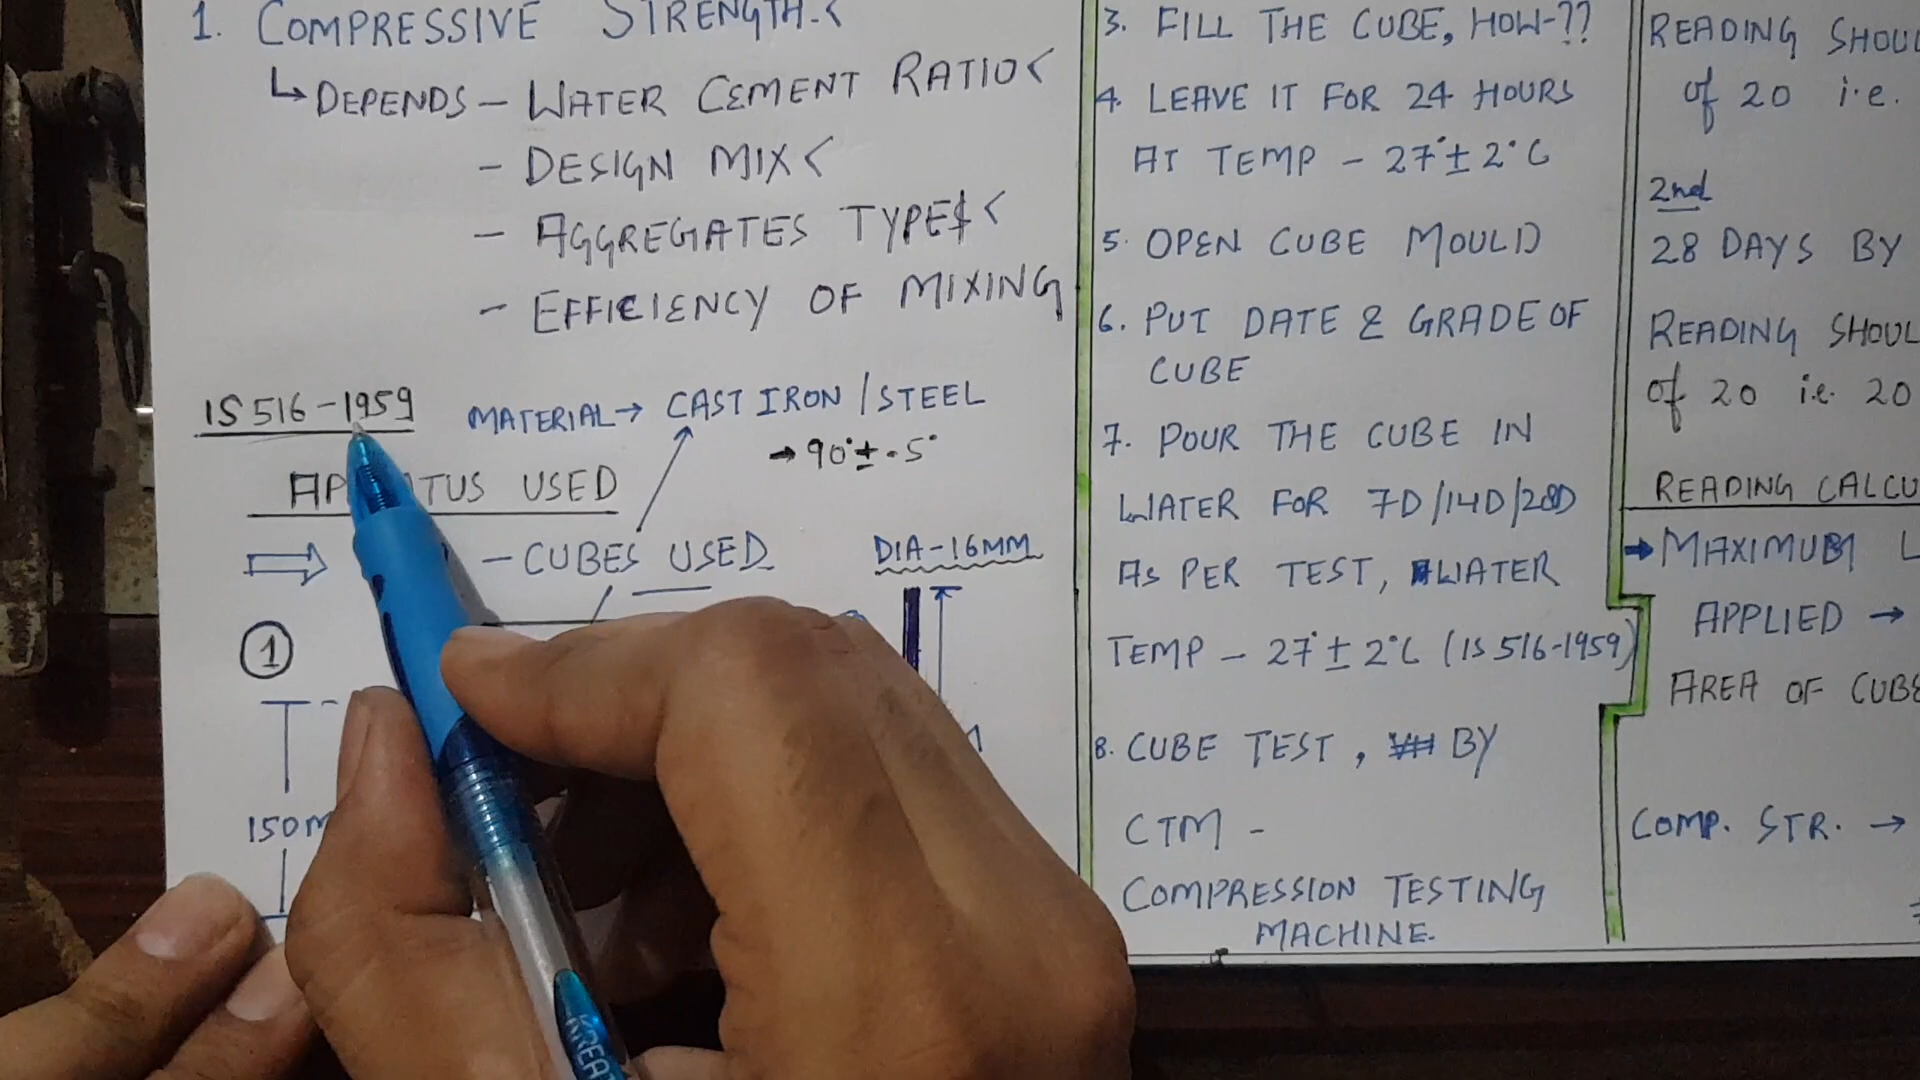 1. COMPRESSIVE STRENGTH.<
↳ DEPENDS - WATER CEMENT RATIO <
- DESIGN MIX <
- AGGREGATES TYPES <
- EFFICIENCY OF MIXING
IS 516-1959
MATERIAL → CAST IRON / STEEL
→ 90° ± .5°
USED
- CUBES USED
DIA-16MM
1
150M
3. FILL THE CUBE, HOW-??
4. LEAVE IT FOR 24 HOURS
AT TEMP - 27° ± 2°C
5. OPEN CUBE MOULD
6. PUT DATE & GRADE OF
CUBE
7. POUR THE CUBE IN
WATER FOR 7D/14D/28D
AS PER TEST, WATER
TEMP - 27° ± 2°C (IS 516-1959)
8. CUBE TEST, BY
CTM -
COMPRESSION TESTING
MACHINE.
READING SHOUL
of 20 i.e.
2nd
28 DAYS BY
READING SHOUL
of 20 i.e. 20
READING CALCU
→ MAXIMUM L
APPLIED →
AREA OF CUBE
COMP. STR. →